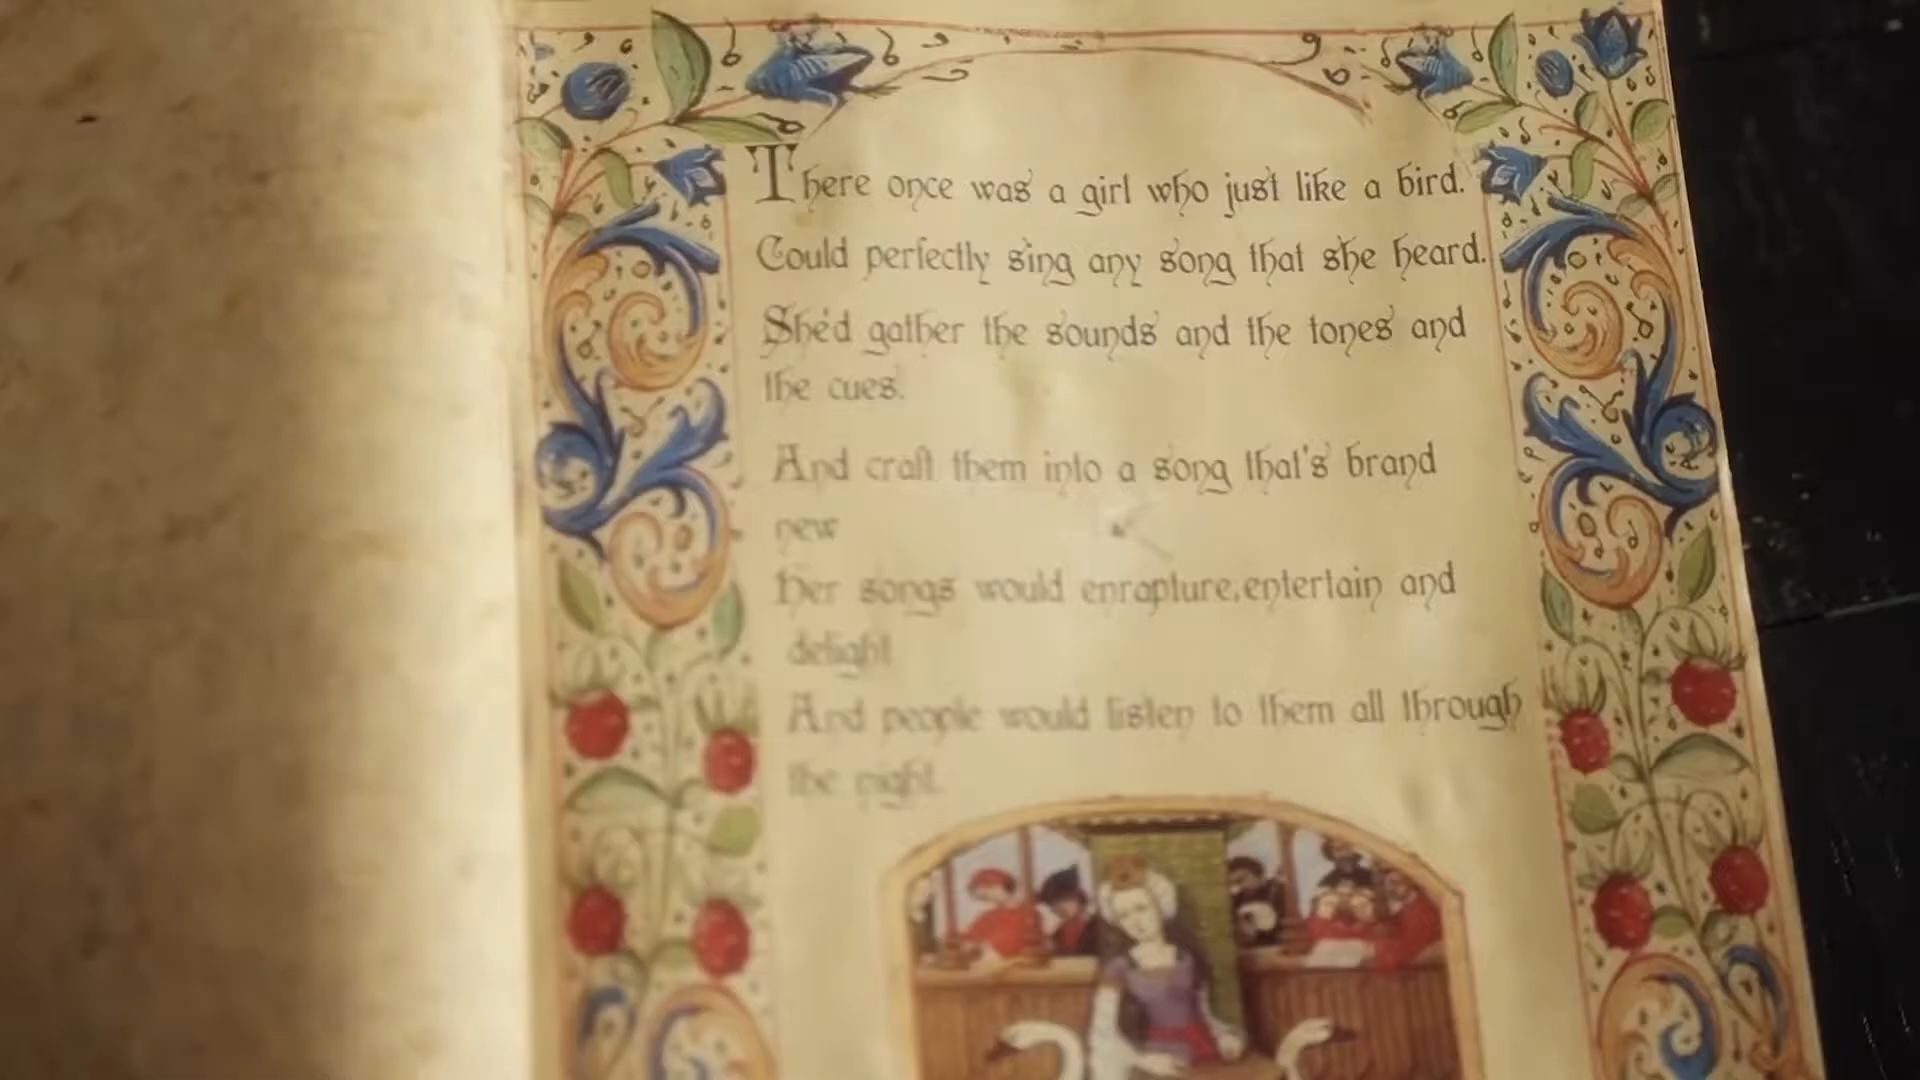 There once was a girl who just like a bird.
Could perfectly sing any song that she heard.
She'd gather the sounds and the tones and
the cues.
And craft them into a song that's brand
new
Her songs would enrapture,entertain and
delight
And people would listen to them all through
the night.